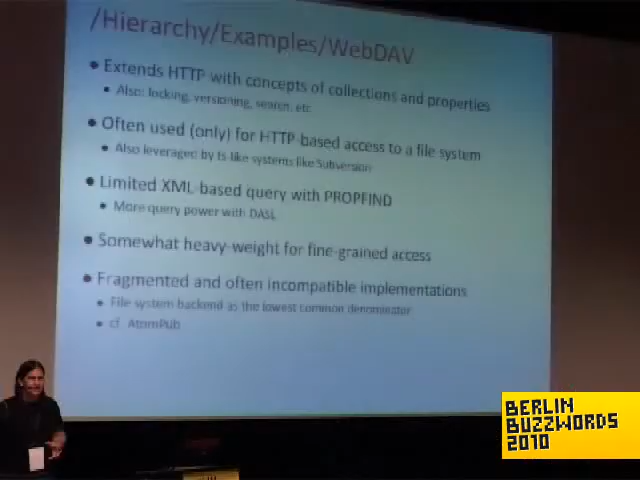 /Hierarchy/Examples/WebDAV
• Extends HTTP with concepts of collections and properties
• Also: locking, versioning, search, etc
• Often used (only) for HTTP-based access to a file system
• Also leveraged by fs-like systems like Subversion
• Limited XML-based query with PROPFIND
• More query power with DASL
• Somewhat heavy-weight for fine-grained access
• Fragmented and often incompatible implementations
• File system backend as the lowest common denominator
• cf. AtomPub
BERLIN
BUZZWORDS
2010